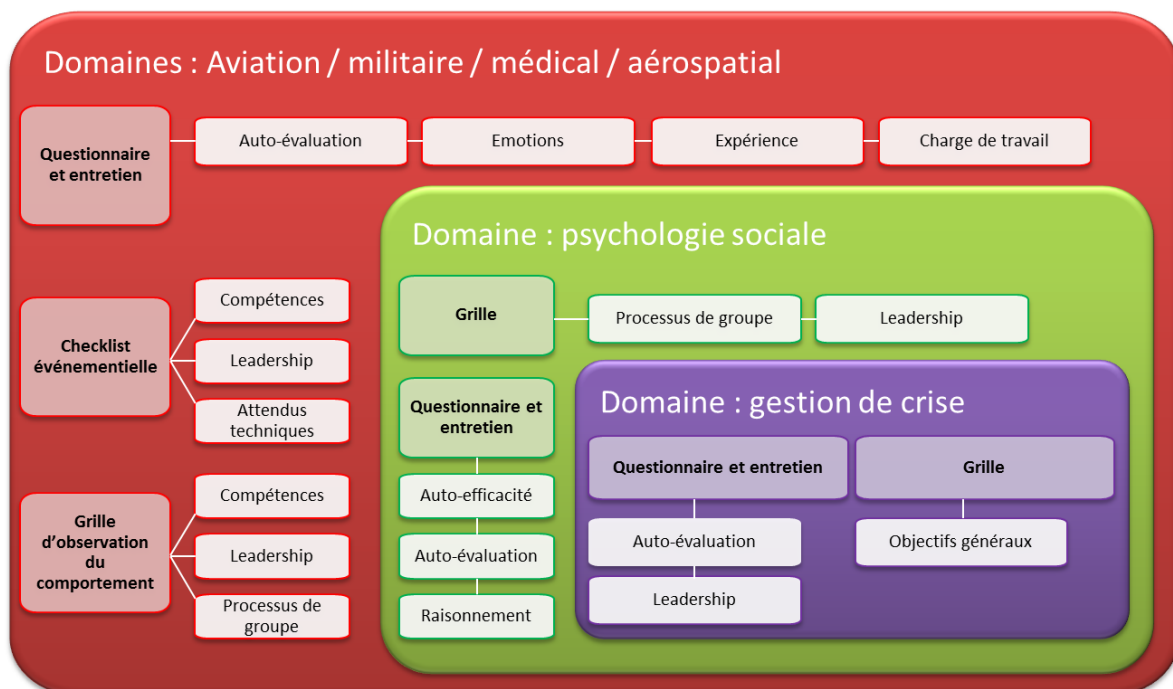 Domaines : Aviation / militaire / médical / aérospatial
Questionnaire
et entretien
Auto-évaluation
Emotions
Expérience
Charge de travail
Checklist
événementielle
Compétences
Leadership
Attendus
techniques
Grille
d’observation
du
comportement
Compétences
Leadership
Processus de
groupe
Domaine : psychologie sociale
Grille
Processus de groupe
Leadership
Questionnaire et
entretien
Auto-efficacité
Auto-évaluation
Raisonnement
Domaine : gestion de crise
Questionnaire et entretien
Auto-évaluation
Leadership
Grille
Objectifs généraux